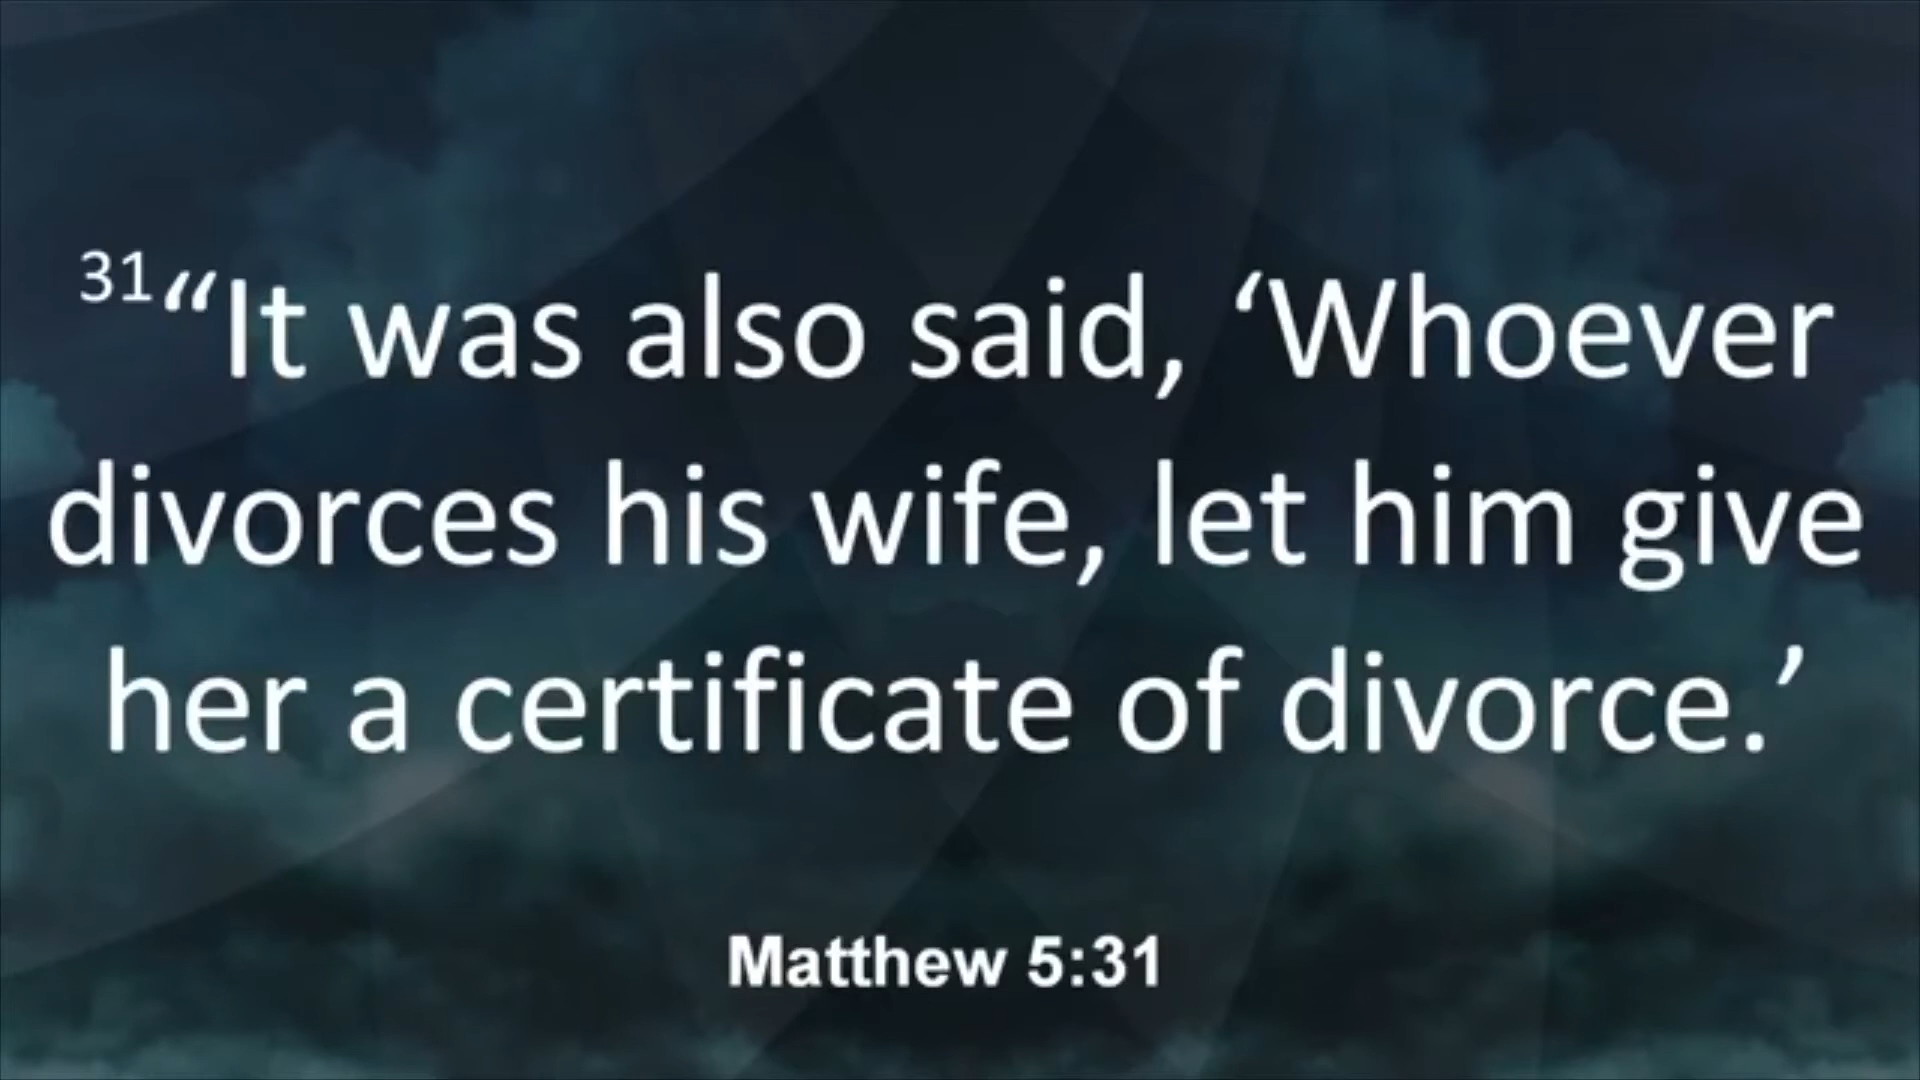 31“It was also said, ‘Whoever
divorces his wife, let him give
her a certificate of divorce.’
Matthew 5:31